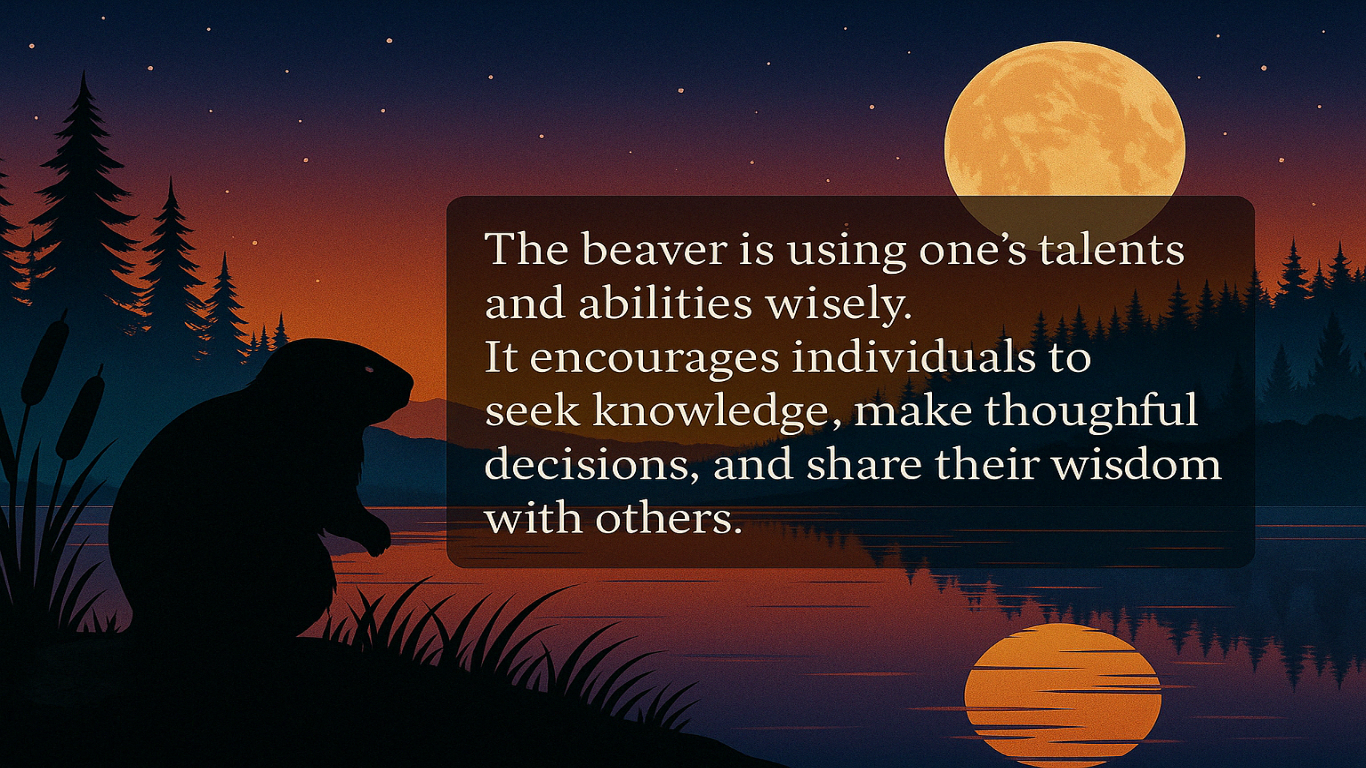 The beaver is using one’s talents
and abilities wisely.
It encourages individuals to
seek knowledge, make thoughful
decisions, and share their wisdom
with others.